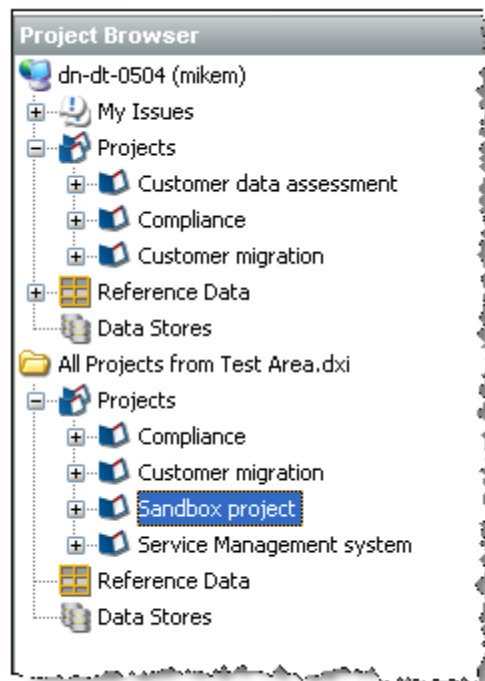 Project Browser
dn-dt-0504 (mikem)
My Issues
Projects
Customer data assessment
Compliance
Customer migration
Reference Data
Data Stores
All Projects from Test Area.dxi
Projects
Compliance
Customer migration
Sandbox project
Service Management system
Reference Data
Data Stores